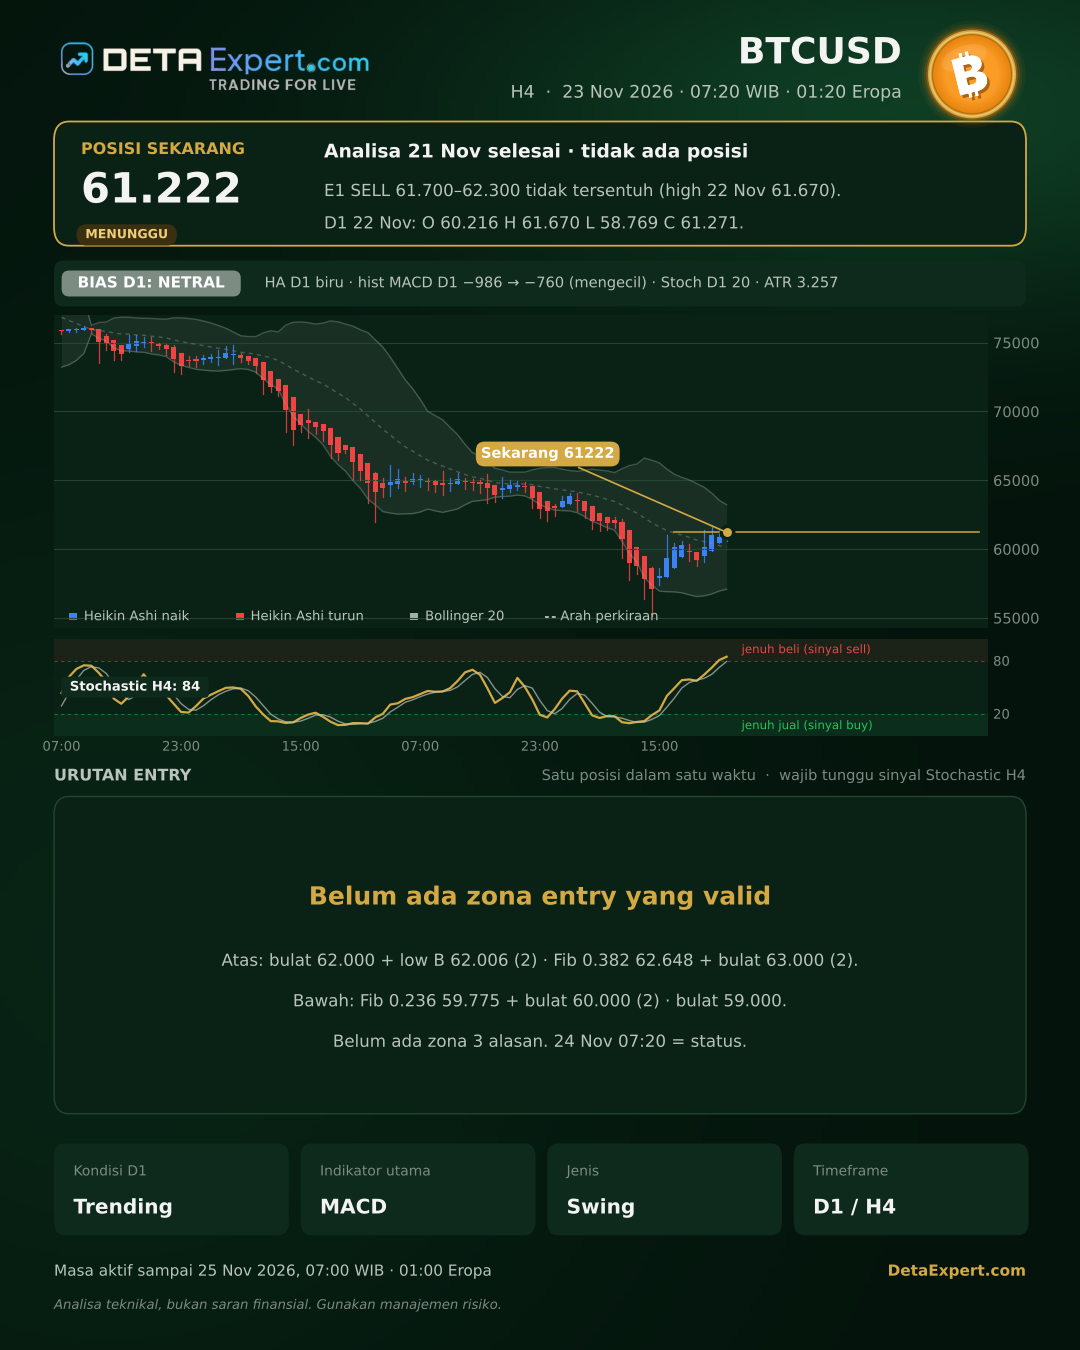 DETA Expert.com
TRADING FOR LIVE
BTCUSD
H4 · 23 Nov 2026 · 07:20 WIB · 01:20 Eropa
POSISI SEKARANG
61.222
MENUNGGU
Analisa 21 Nov selesai · tidak ada posisi
E1 SELL 61.700–62.300 tidak tersentuh (high 22 Nov 61.670).
D1 22 Nov: O 60.216 H 61.670 L 58.769 C 61.271.
BIAS D1: NETRAL
HA D1 biru · hist MACD D1 −986 → −760 (mengecil) · Stoch D1 20 · ATR 3.257
75000
70000
Sekarang 61222
65000
60000
55000
Heikin Ashi naik
Heikin Ashi turun
Bollinger 20
Arah perkiraan
jenuh beli (sinyal sell)
80
Stochastic H4: 84
20
jenuh jual (sinyal buy)
07:00 23:00 15:00 07:00 23:00 15:00
URUTAN ENTRY
Satu posisi dalam satu waktu · wajib tunggu sinyal Stochastic H4
Belum ada zona entry yang valid
Atas: bulat 62.000 + low B 62.006 (2) · Fib 0.382 62.648 + bulat 63.000 (2).
Bawah: Fib 0.236 59.775 + bulat 60.000 (2) · bulat 59.000.
Belum ada zona 3 alasan. 24 Nov 07:20 = status.
Kondisi D1
Trending
Indikator utama
MACD
Jenis
Swing
Timeframe
D1 / H4
Masa aktif sampai 25 Nov 2026, 07:00 WIB · 01:00 Eropa
DetaExpert.com
Analisa teknikal, bukan saran finansial. Gunakan manajemen risiko.